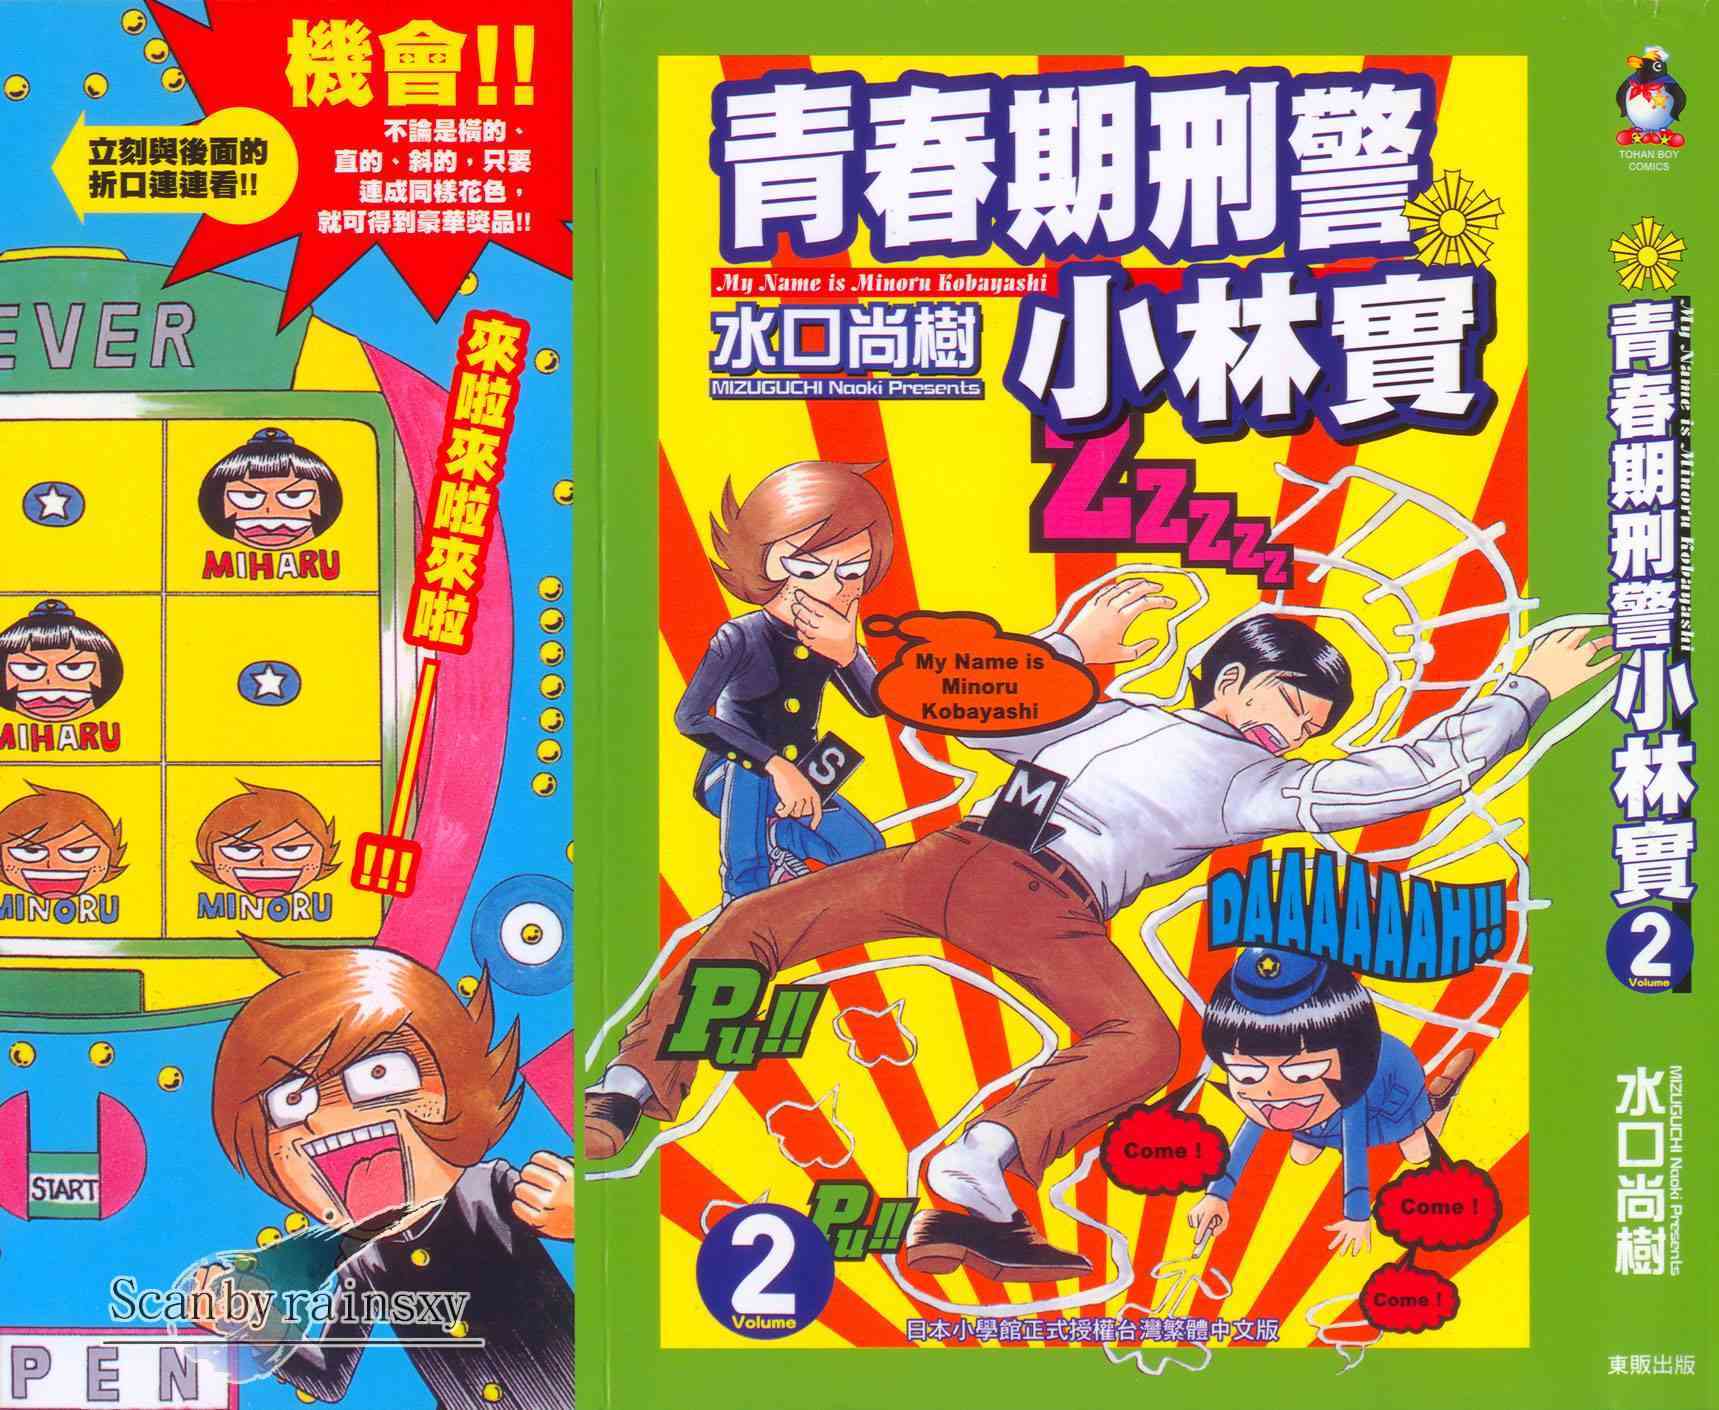 機會!!
不論是橫的、
直的、斜的,只要
連成同樣花色,
就可得到豪華獎品!!
立刻與後面的
折口連連看!!
EVER
來啦來啦來啦
!!!
MIHARU
MIHARU
MINORU
MINORU
START
Scan by rainsxy
PEN
青春期刑警
小林實
My Name is Minoru Kobayashi
水口尚樹
MIZUGUCHI Naoki Presents
ZZZZZ
My Name is
Minoru
Kobayashi
S
M
DAAAAAAAH!!
Pu!!
Pu!!
Come!
Come!
Come!
2
Volume
日本小學館正式授權台灣繁體中文版
TOHAN BOY
COMICS
青春期刑警小林實
My Name is Minoru Kobayashi
2
Volume
水口尚樹
MIZUGUCHI Naoki Presents
東販出版